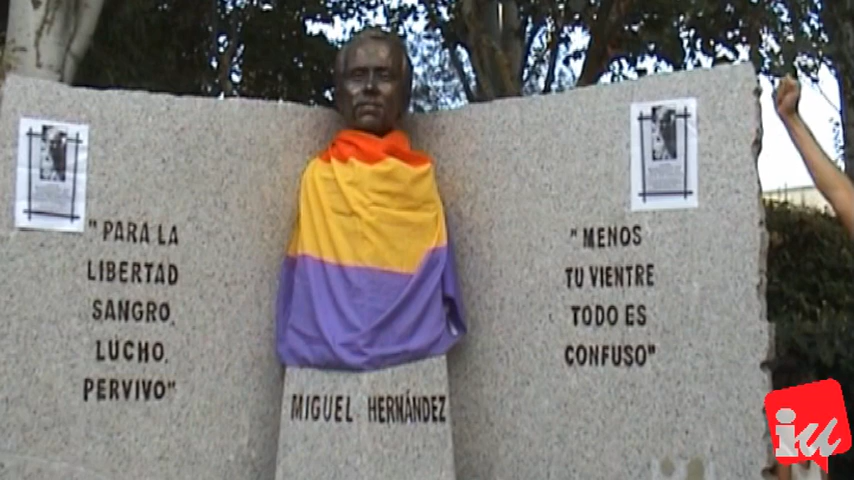 "PARA LA
LIBERTAD
SANGRO,
LUCHO,
PERVIVO"
MIGUEL HERNÁNDEZ
"MENOS
TU VIENTRE
TODO ES
CONFUSO"
iu